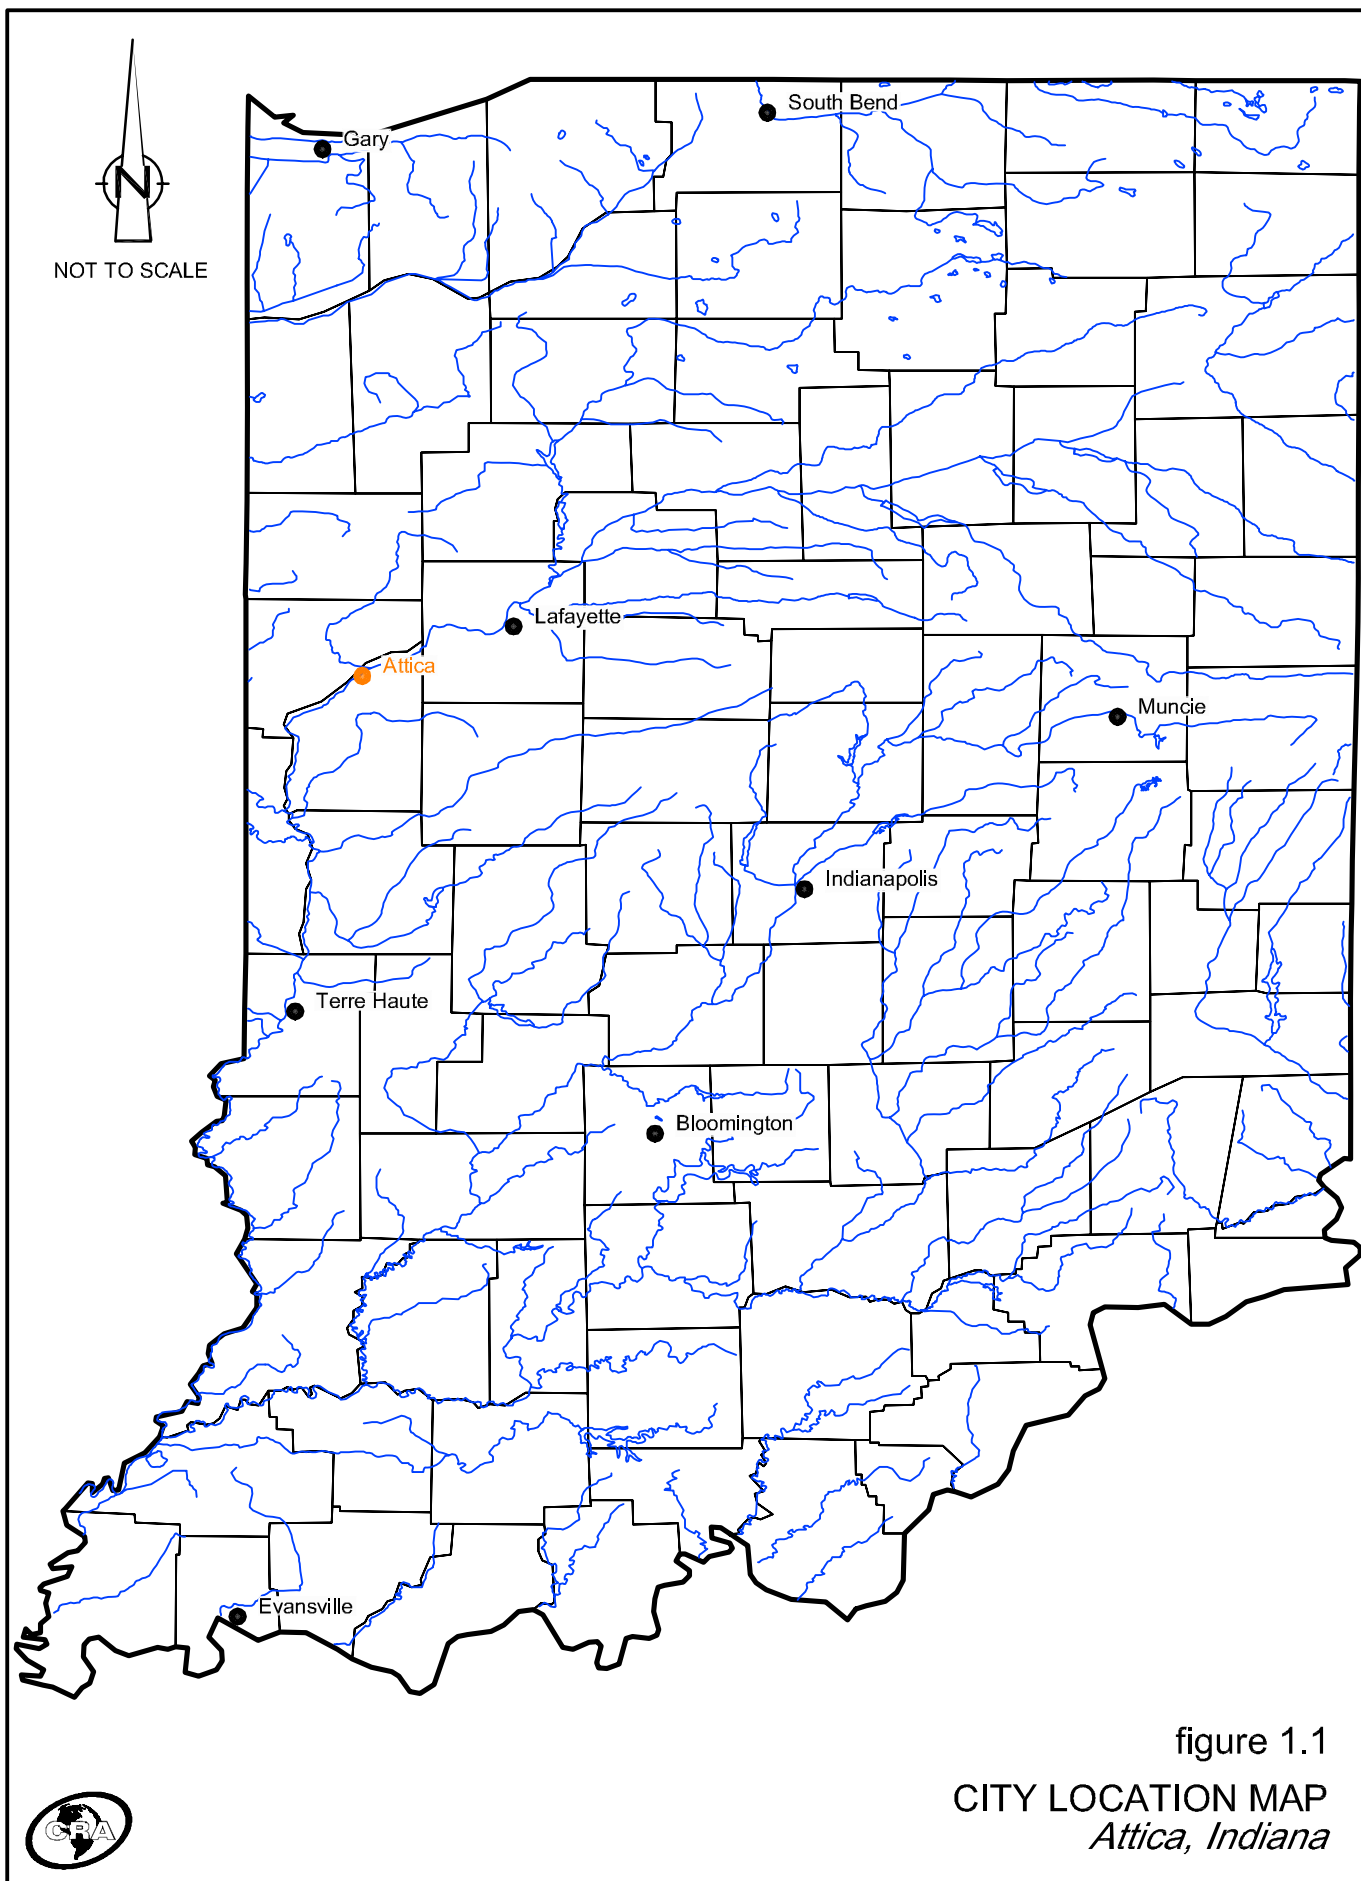 South Bend
Gary
N
NOT TO SCALE
Lafayette
Attica
Muncie
Indianapolis
Terre Haute
Bloomington
Evansville
figure 1.1
CITY LOCATION MAP
Attica, Indiana
CRA